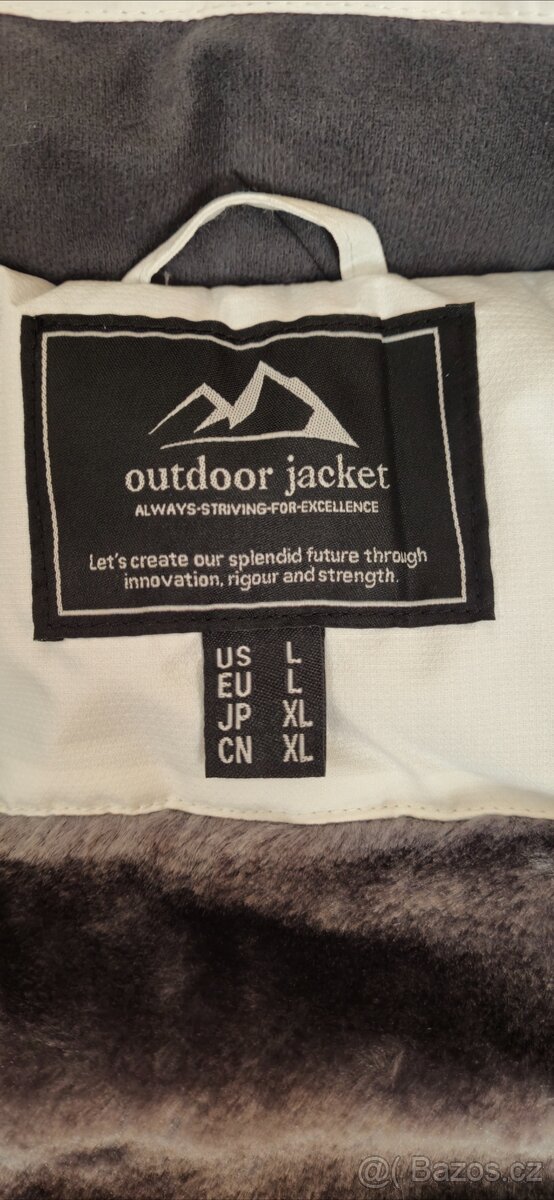 outdoor jacket
ALWAYS-STRIVING-FOR-EXCELLENCE
Let's create our splendid future through
innovation, rigour and strength.
US L
EU L
JP XL
CN XL
@( Bazos.cz